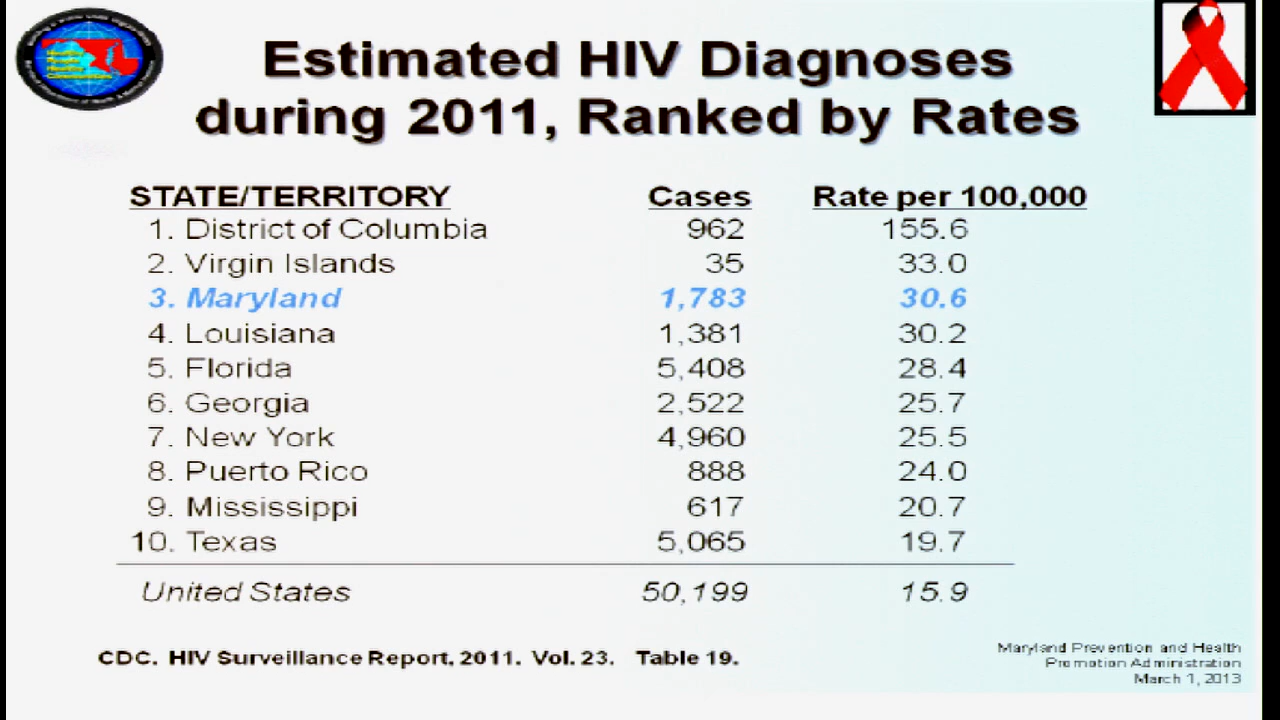 Estimated HIV Diagnoses
during 2011, Ranked by Rates
STATE/TERRITORY Cases Rate per 100,000
1. District of Columbia 962 155.6
2. Virgin Islands 35 33.0
3. Maryland 1,783 30.6
4. Louisiana 1,381 30.2
5. Florida 5,408 28.4
6. Georgia 2,522 25.7
7. New York 4,960 25.5
8. Puerto Rico 888 24.0
9. Mississippi 617 20.7
10. Texas 5,065 19.7
United States 50,199 15.9
CDC. HIV Surveillance Report, 2011. Vol. 23. Table 19.
Maryland Prevention and Health
Promotion Administration
March 1, 2013